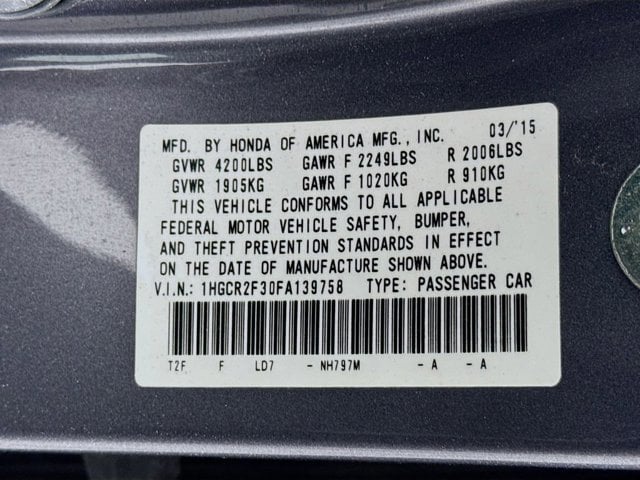 MFD. BY HONDA OF AMERICA MFG., INC. 03/'15
GVWR 4200LBS GAWR F 2249LBS R 2006LBS
GVWR 1905KG GAWR F 1020KG R 910KG
THIS VEHICLE CONFORMS TO ALL APPLICABLE
FEDERAL MOTOR VEHICLE SAFETY, BUMPER,
AND THEFT PREVENTION STANDARDS IN EFFECT
ON THE DATE OF MANUFACTURE SHOWN ABOVE.
V.I.N.: 1HGCR2F30FA139758 TYPE: PASSENGER CAR
T2F F LD7 - NH797M - A - A